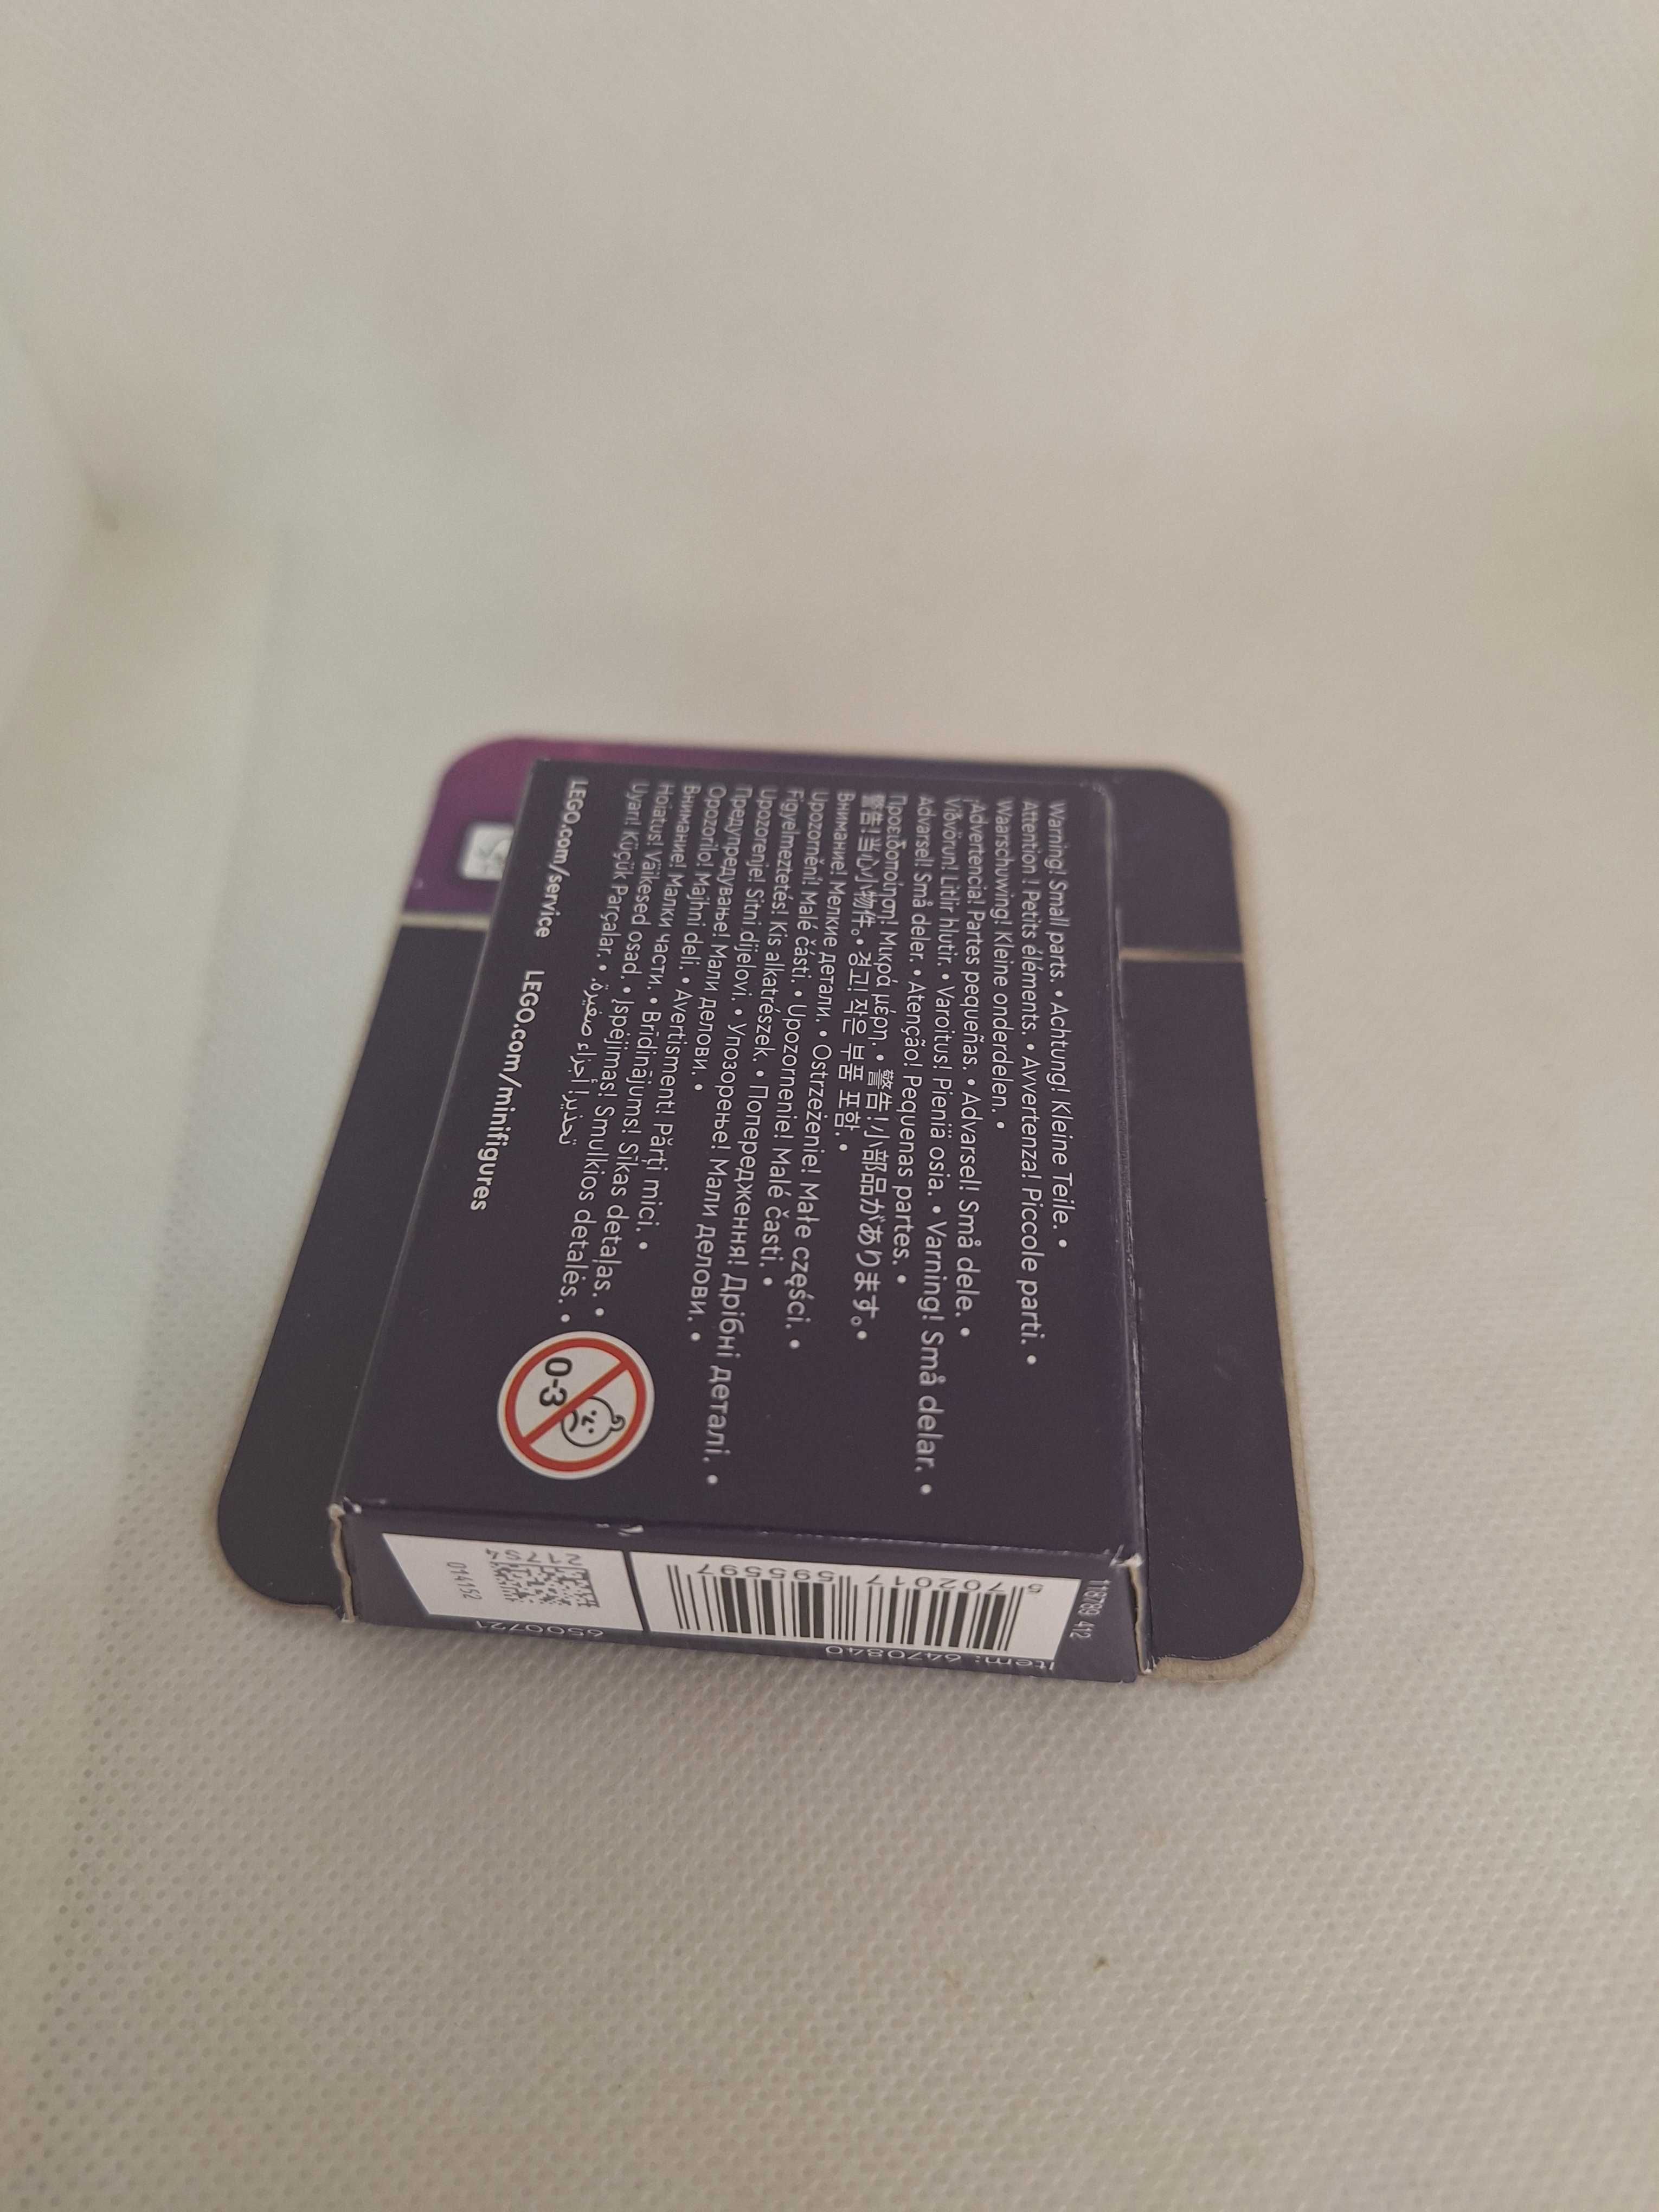 Warning! Small parts. • Achtung! Kleine Teile. •
Attention ! Petits éléments. • Avvertenza! Piccole parti. •
Waarschuwing! Kleine onderdelen. •
¡Advertencia! Partes pequeñas. • Advarsel! Små dele. •
Viðvörun! Litlir hlutir. • Varoitus! Pieniä osia. • Varning! Små delar. •
Advarsel! Små deler. • Atenção! Pequenas partes. •
Προειδοποίηση! Μικρά μέρη. • 警告!小部品があります。•
警告!当心小物件。• 경고! 작은 부품 포함. •
Внимание! Мелкие детали. • Ostrzeżenie! Małe części. •
Upozornění! Malé části. • Upozornenie! Malé časti. •
Figyelmeztetés! Kis alkatrészek. • Попередження! Дрібні деталі. •
Upozorenje! Sitni dijelovi. • Упозорење! Мали делови. •
Предупредување! Мали делови. •
Opozorilo! Majhni deli. • Avertisment! Părți mici. •
Внимание! Малки части. • Brīdinājums! Sīkas detaļas. •
Hoiatus! Väikesed osad. • Įspėjimas! Smulkios detalės. •
Uyarı! Küçük Parçalar. • تحذير! أجزاء صغيرة.
LEGO.com/service LEGO.com/minifigures
0-3
118789 412
Item: 6470840
5 702017 595597
6500721
217S4
014152